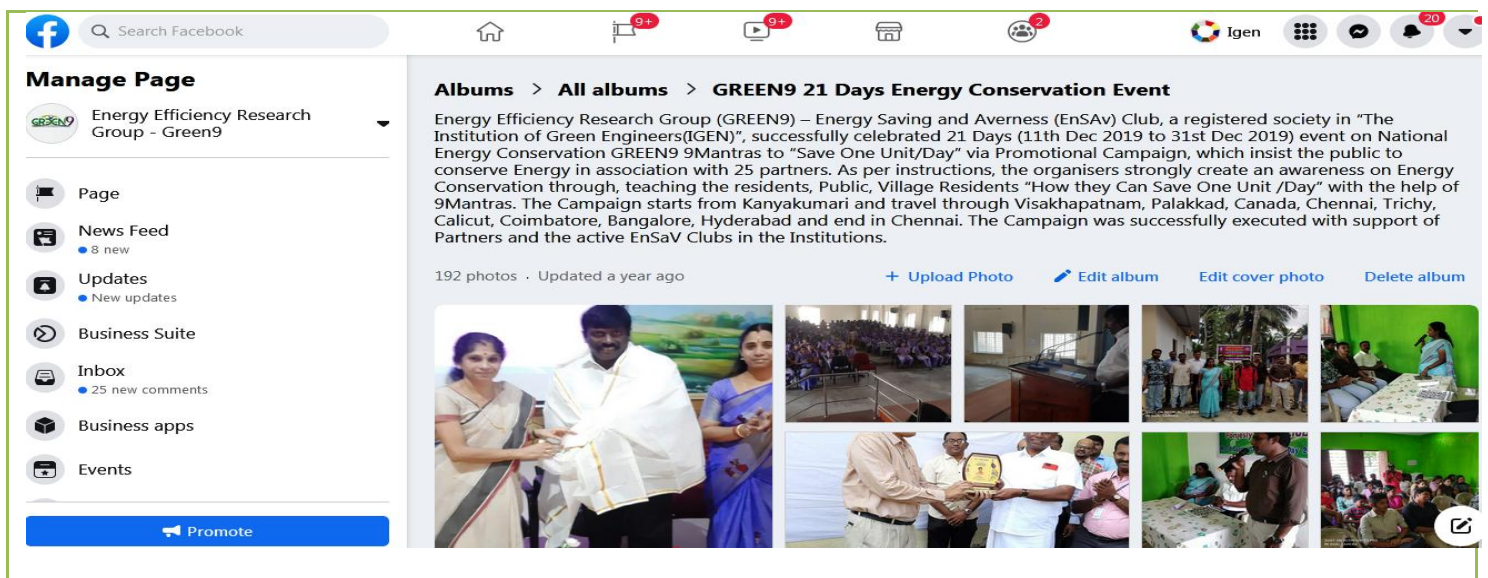 Search Facebook
9+
9+
2
Igen
20
Manage Page
GREEN9
Energy Efficiency Research
Group - Green9
Page
News Feed
8 new
Updates
New updates
Business Suite
Inbox
25 new comments
Business apps
Events
Promote
Albums > All albums > GREEN9 21 Days Energy Conservation Event
Energy Efficiency Research Group (GREEN9) – Energy Saving and Averness (EnSAv) Club, a registered society in “The
Institution of Green Engineers(IGEN)”, successfully celebrated 21 Days (11th Dec 2019 to 31st Dec 2019) event on National
Energy Conservation GREEN9 9Mantras to “Save One Unit/Day” via Promotional Campaign, which insist the public to
conserve Energy in association with 25 partners. As per instructions, the organisers strongly create an awareness on Energy
Conservation through, teaching the residents, Public, Village Residents “How they Can Save One Unit /Day” with the help of
9Mantras. The Campaign starts from Kanyakumari and travel through Visakhapatnam, Palakkad, Canada, Chennai, Trichy,
Calicut, Coimbatore, Bangalore, Hyderabad and end in Chennai. The Campaign was successfully executed with support of
Partners and the active EnSaV Clubs in the Institutions.
192 photos · Updated a year ago
+ Upload Photo
Edit album
Edit cover photo
Delete album